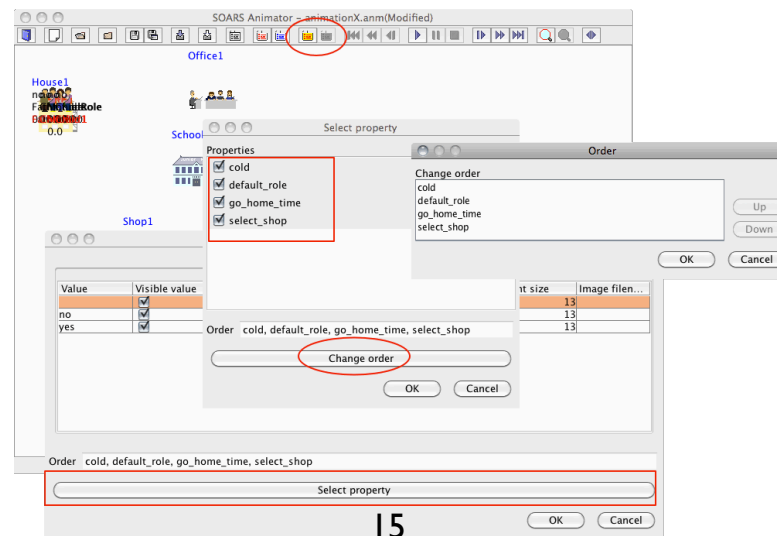 SOARS Animator - animationX.anm(Modified)
Office1
House1
0.0
School
Shop1
Select property
Properties
cold
default_role
go_home_time
select_shop
Order cold, default_role, go_home_time, select_shop
Change order
OK Cancel
Order
Change order
cold
default_role
go_home_time
select_shop
Up
Down
OK Cancel
Value Visible value nt size Image filen...
13
no 13
yes 13
Order cold, default_role, go_home_time, select_shop
Select property
OK Cancel
15